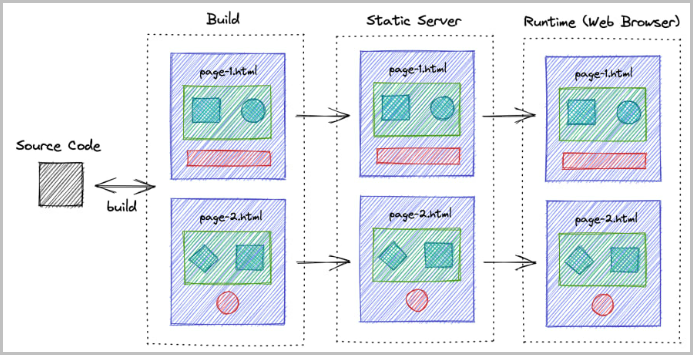 Build
Static Server
Runtime (Web Browser)
page-1.html
page-1.html
page-1.html
Source Code
build
page-2.html
page-2.html
page-2.html